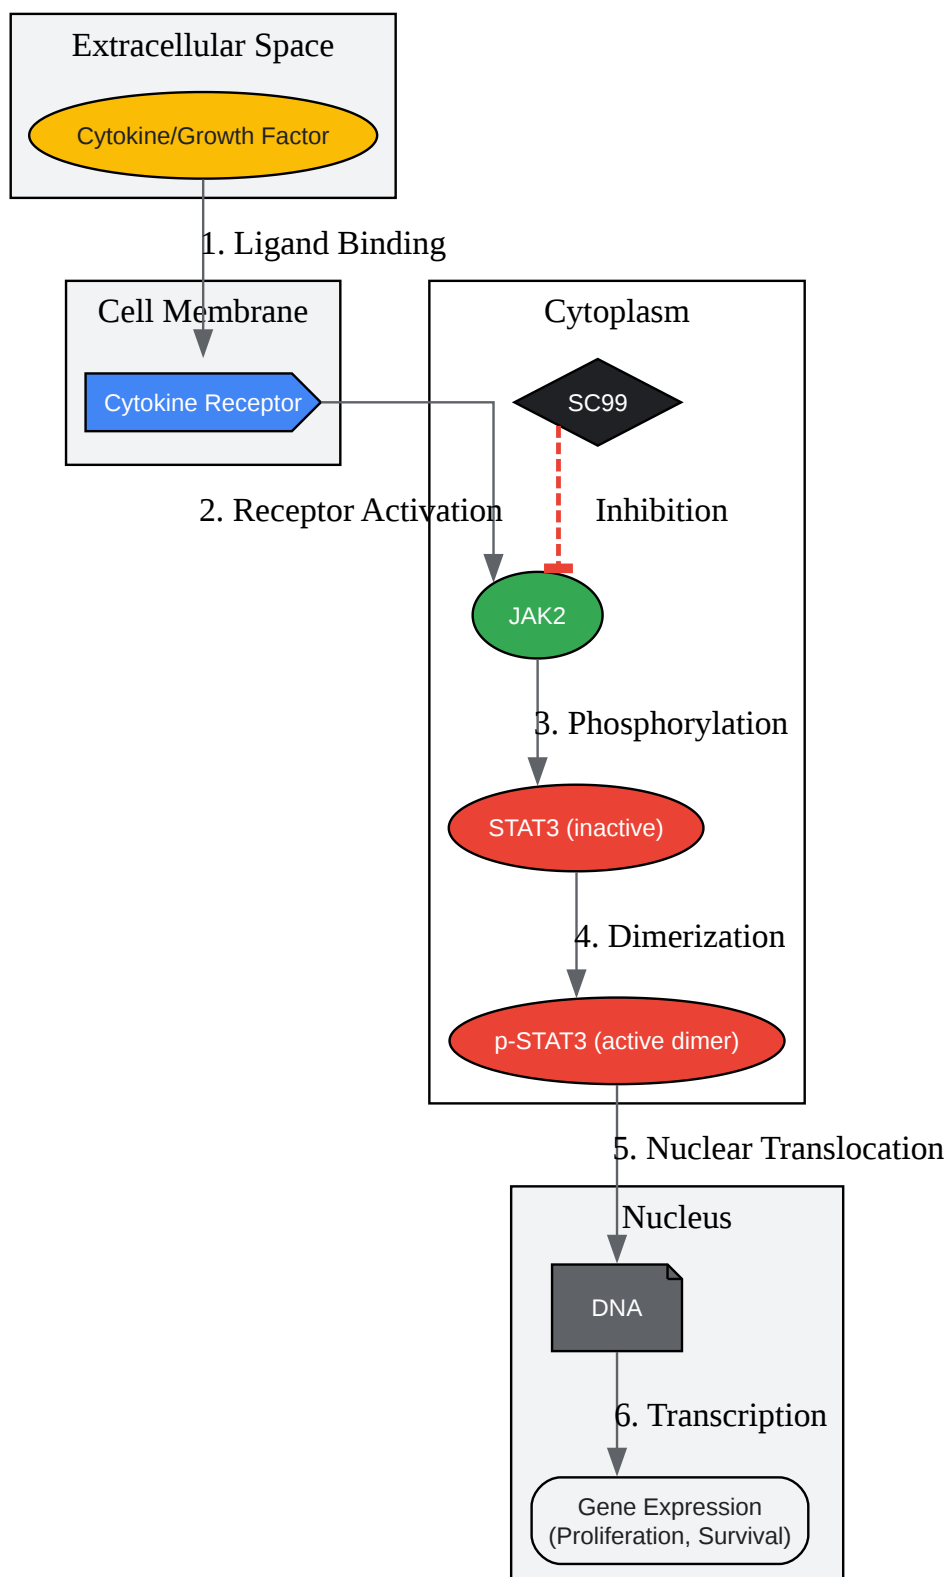 Extracellular Space
Cytokine/Growth Factor
1. Ligand Binding
Cell Membrane
Cytoplasm
Cytokine Receptor
SC99
2. Receptor Activation
Inhibition
JAK2
3. Phosphorylation
STAT3 (inactive)
4. Dimerization
p-STAT3 (active dimer)
5. Nuclear Translocation
Nucleus
DNA
6. Transcription
Gene Expression
(Proliferation, Survival)